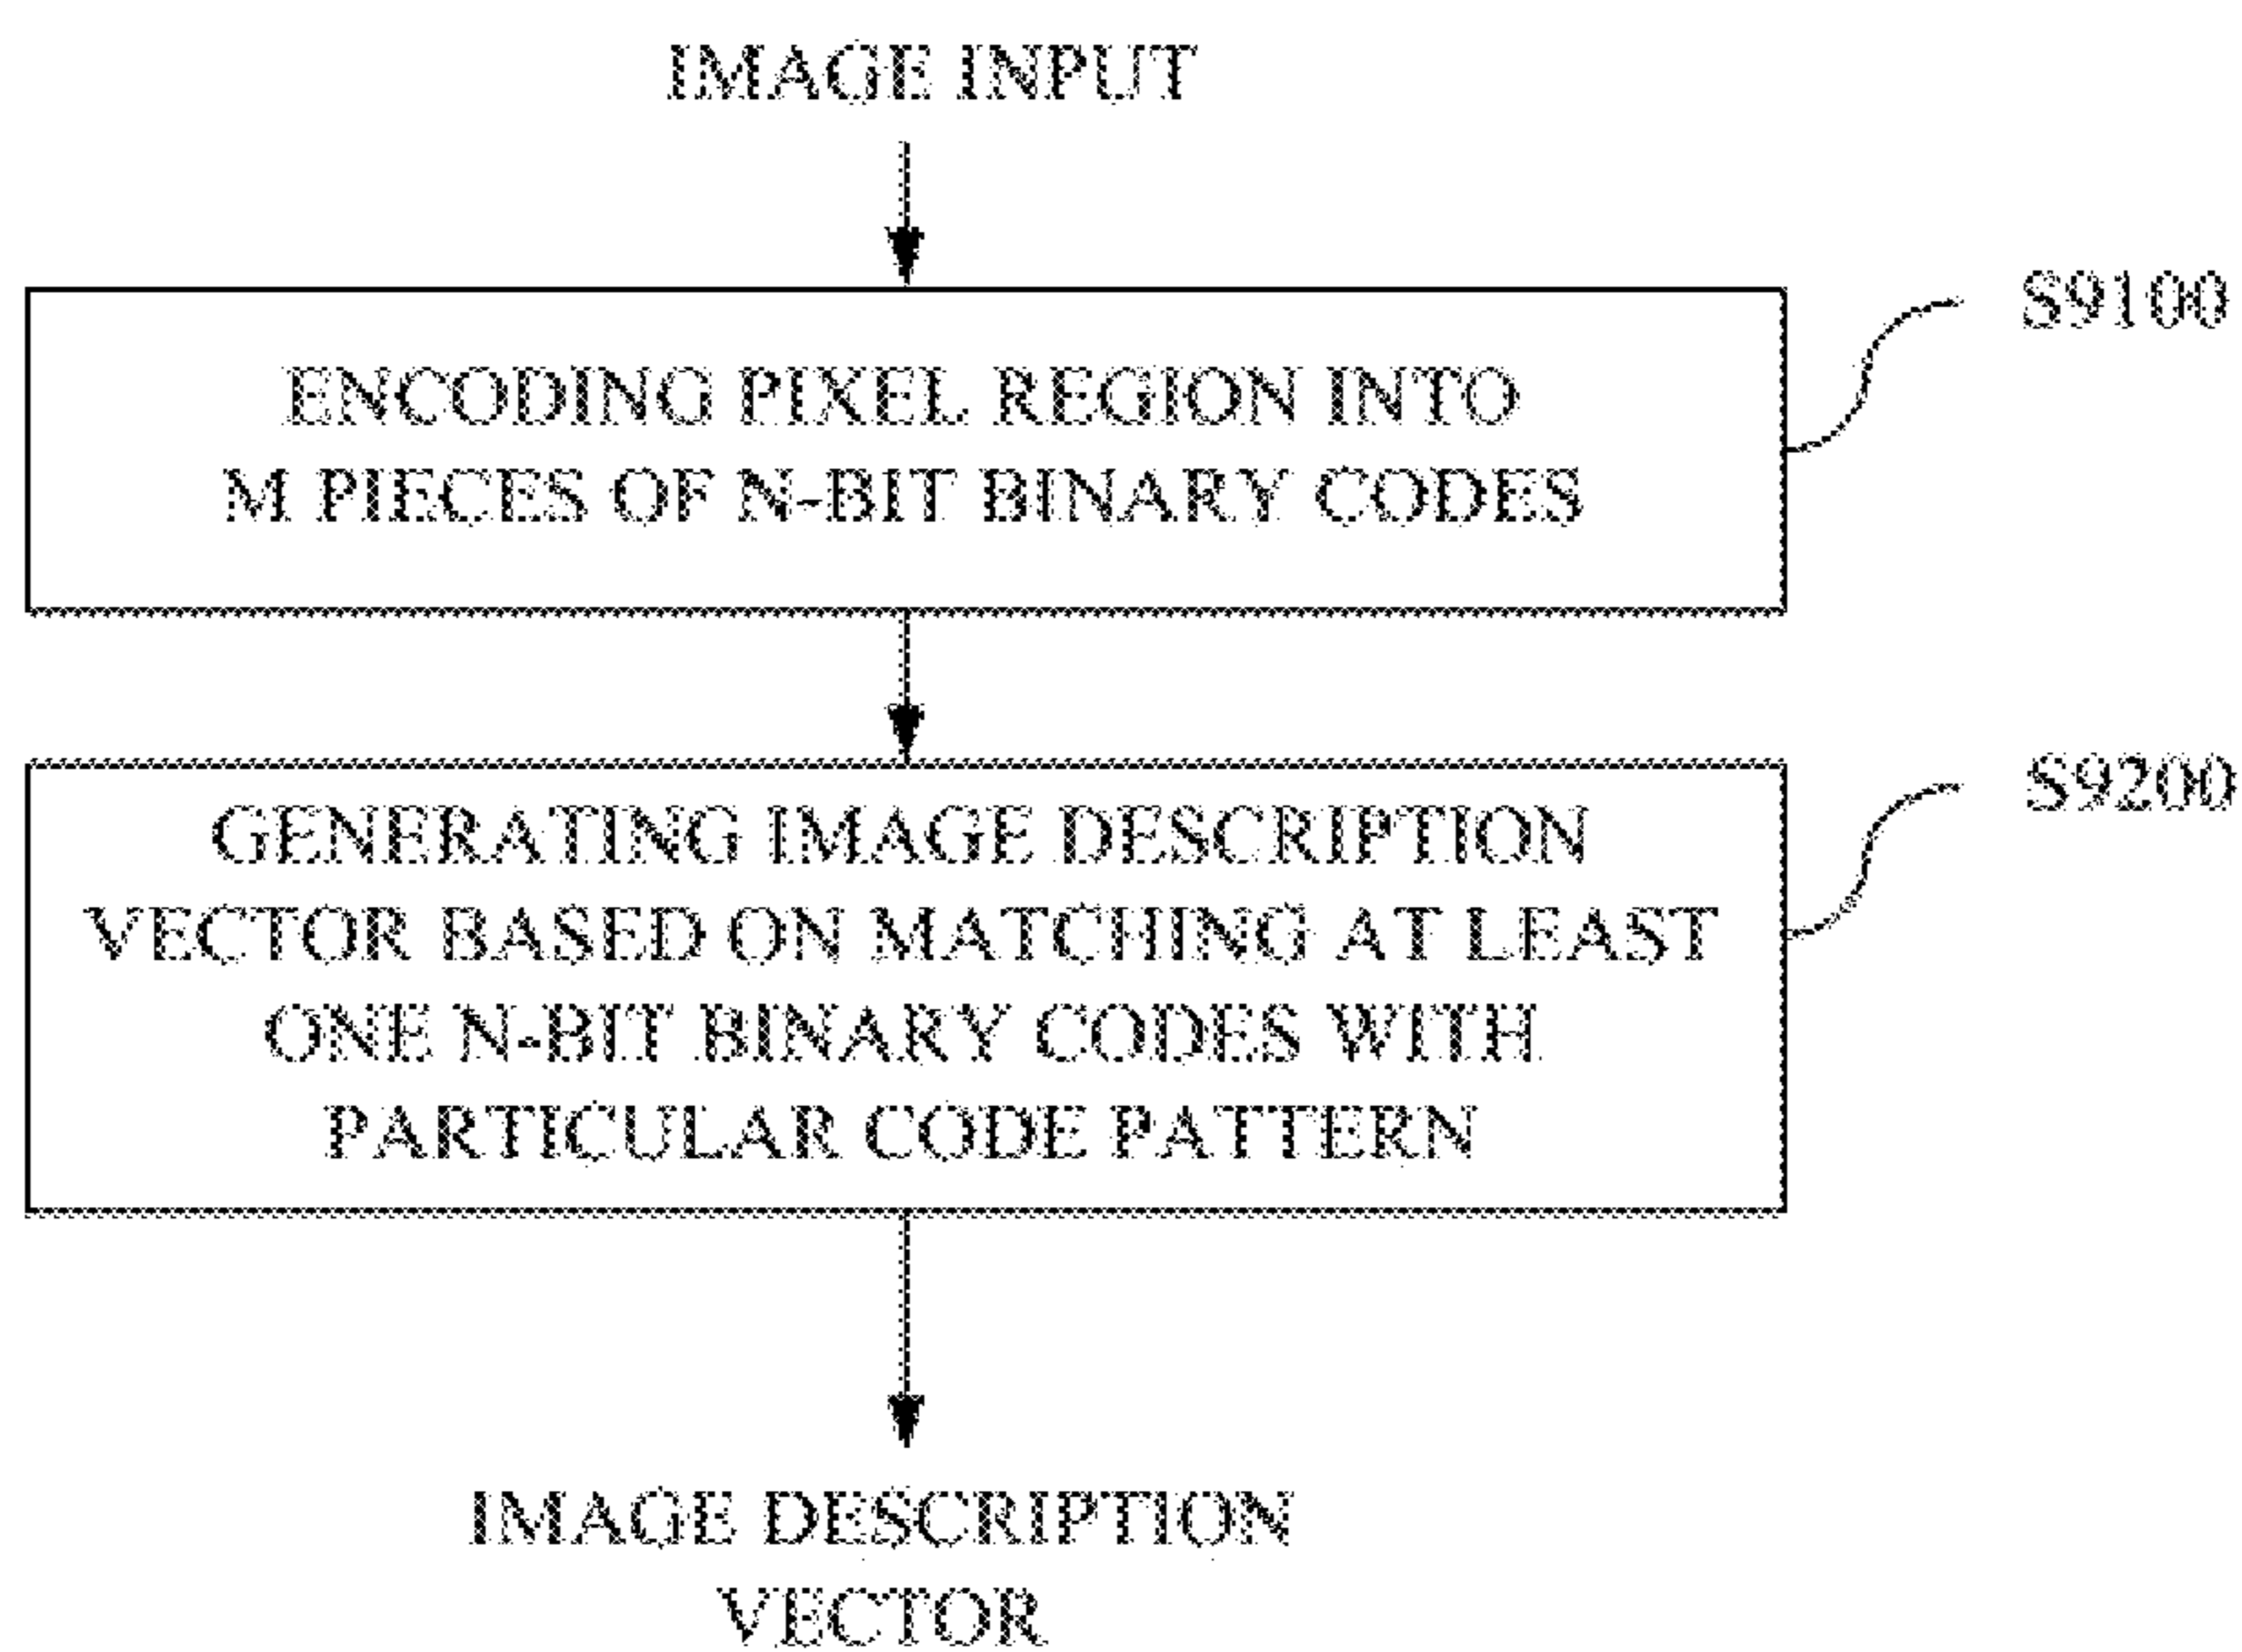 IMAGE INPUT
S9100
ENCODING PIXEL REGION INTO
M PIECES OF N-BIT BINARY CODES
S9200
GENERATING IMAGE DESCRIPTION
VECTOR BASED ON MATCHING AT LEAST
ONE N-BIT BINARY CODES WITH
PARTICULAR CODE PATTERN
IMAGE DESCRIPTION
VECTOR